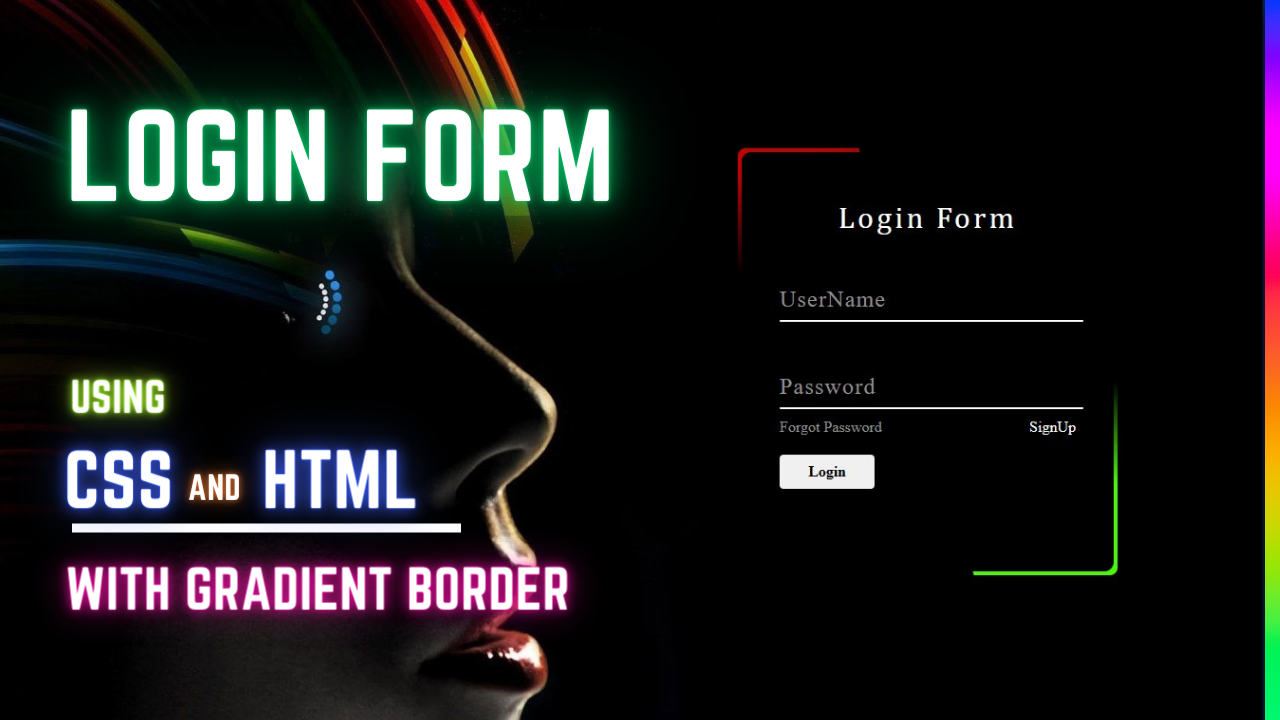 LOGIN FORM
USING
CSS AND HTML
WITH GRADIENT BORDER
Login Form
UserName
Password
Forgot Password SignUp
Login